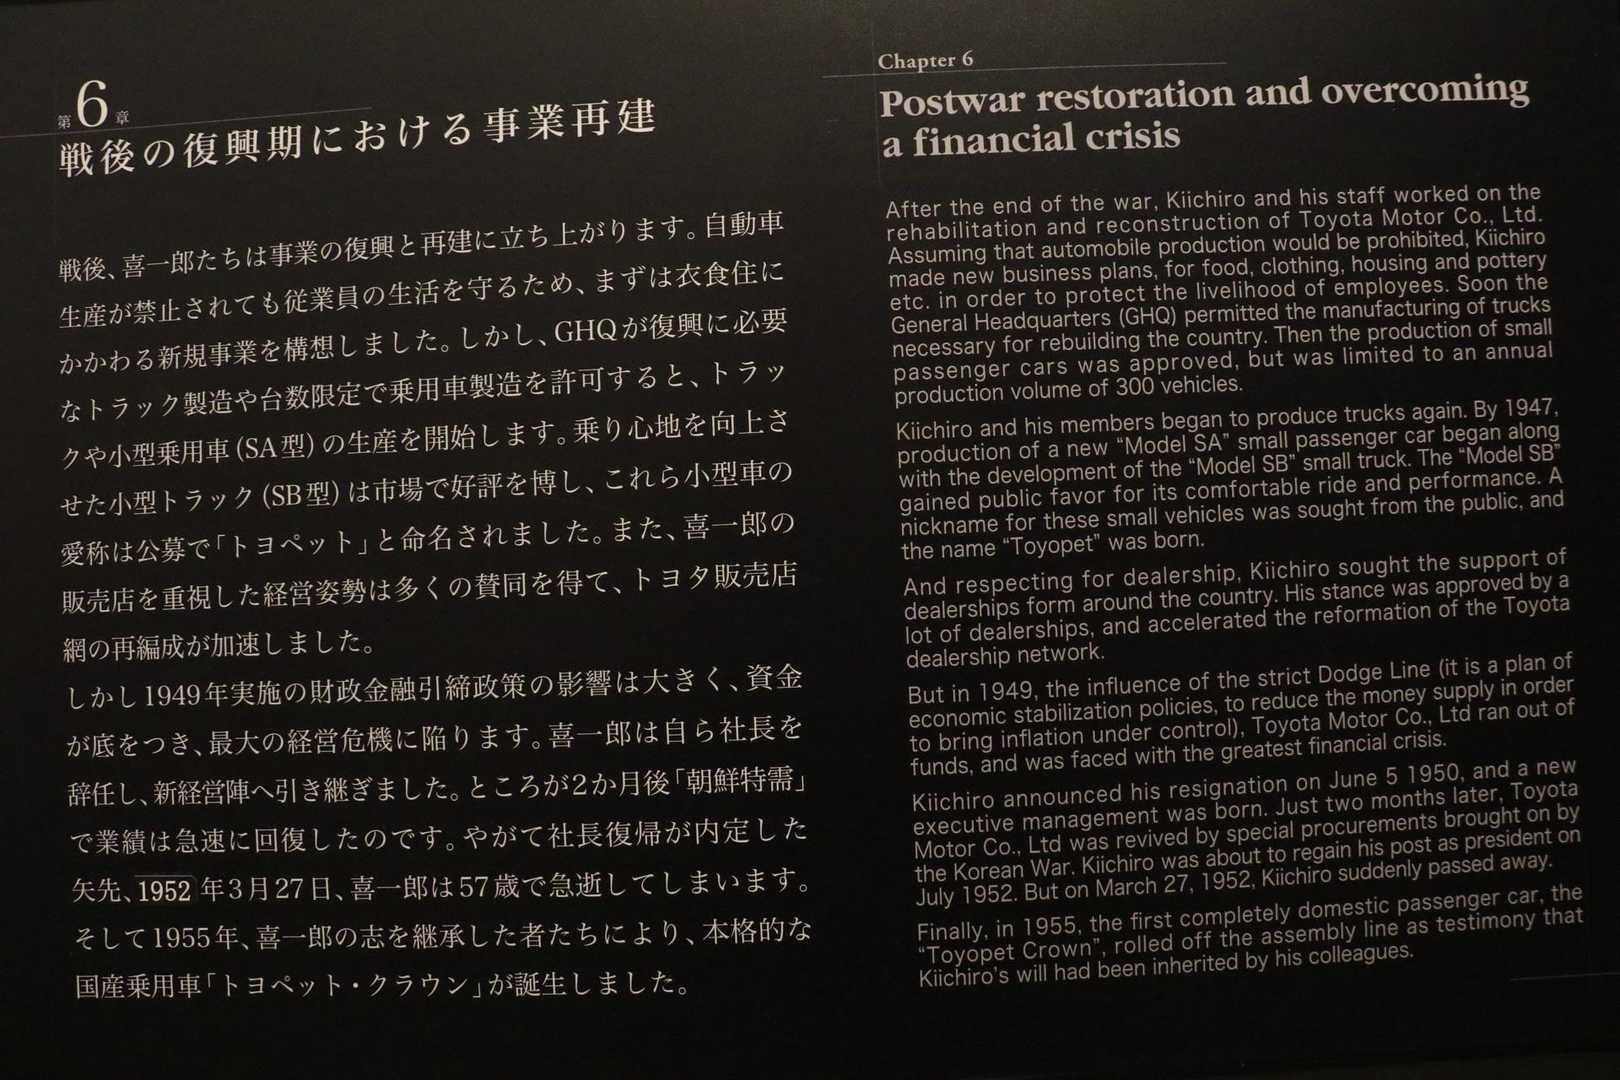 第6章
戦後の復興期における事業再建
戦後、喜一郎たちは事業の復興と再建に立ち上がります。自動車
生産が禁止されても従業員の生活を守るため、まずは衣食住に
かかわる新規事業を構想しました。しかし、GHQが復興に必要
なトラック製造や台数限定で乗用車製造を許可すると、トラッ
クや小型乗用車(SA型)の生産を開始します。乗り心地を向上さ
せた小型トラック(SB型)は市場で好評を博し、これら小型車の
愛称は公募で「トヨペット」と命名されました。また、喜一郎の
販売店を重視した経営姿勢は多くの賛同を得て、トヨタ販売店
網の再編成が加速しました。
しかし1949年実施の財政金融引締政策の影響は大きく、資金
が底をつき、最大の経営危機に陥ります。喜一郎は自ら社長を
辞任し、新経営陣へ引き継ぎました。ところが2か月後「朝鮮特需」
で業績は急速に回復したのです。やがて社長復帰が内定した
矢先、1952年3月27日、喜一郎は57歳で急逝してしまいます。
そして1955年、喜一郎の志を継承した者たちにより、本格的な
国産乗用車「トヨペット・クラウン」が誕生しました。
Chapter 6
Postwar restoration and overcoming
a financial crisis
After the end of the war, Kiichiro and his staff worked on the
rehabilitation and reconstruction of Toyota Motor Co., Ltd.
Assuming that automobile production would be prohibited, Kiichiro
made new business plans, for food, clothing, housing and pottery
etc. in order to protect the livelihood of employees. Soon the
General Headquarters (GHQ) permitted the manufacturing of trucks
necessary for rebuilding the country. Then the production of small
passenger cars was approved, but was limited to an annual
production volume of 300 vehicles.
Kiichiro and his members began to produce trucks again. By 1947,
production of a new “Model SA” small passenger car began along
with the development of the “Model SB” small truck. The “Model SB”
gained public favor for its comfortable ride and performance. A
nickname for these small vehicles was sought from the public, and
the name “Toyopet” was born.
And respecting for dealership, Kiichiro sought the support of
dealerships form around the country. His stance was approved by a
lot of dealerships, and accelerated the reformation of the Toyota
dealership network.
But in 1949, the influence of the strict Dodge Line (it is a plan of
economic stabilization policies, to reduce the money supply in order
to bring inflation under control), Toyota Motor Co., Ltd ran out of
funds, and was faced with the greatest financial crisis.
Kiichiro announced his resignation on June 5 1950, and a new
executive management was born. Just two months later, Toyota
Motor Co., Ltd was revived by special procurements brought on by
the Korean War. Kiichiro was about to regain his post as president on
July 1952. But on March 27, 1952, Kiichiro suddenly passed away.
Finally, in 1955, the first completely domestic passenger car, the
“Toyopet Crown”, rolled off the assembly line as testimony that
Kiichiro's will had been inherited by his colleagues.